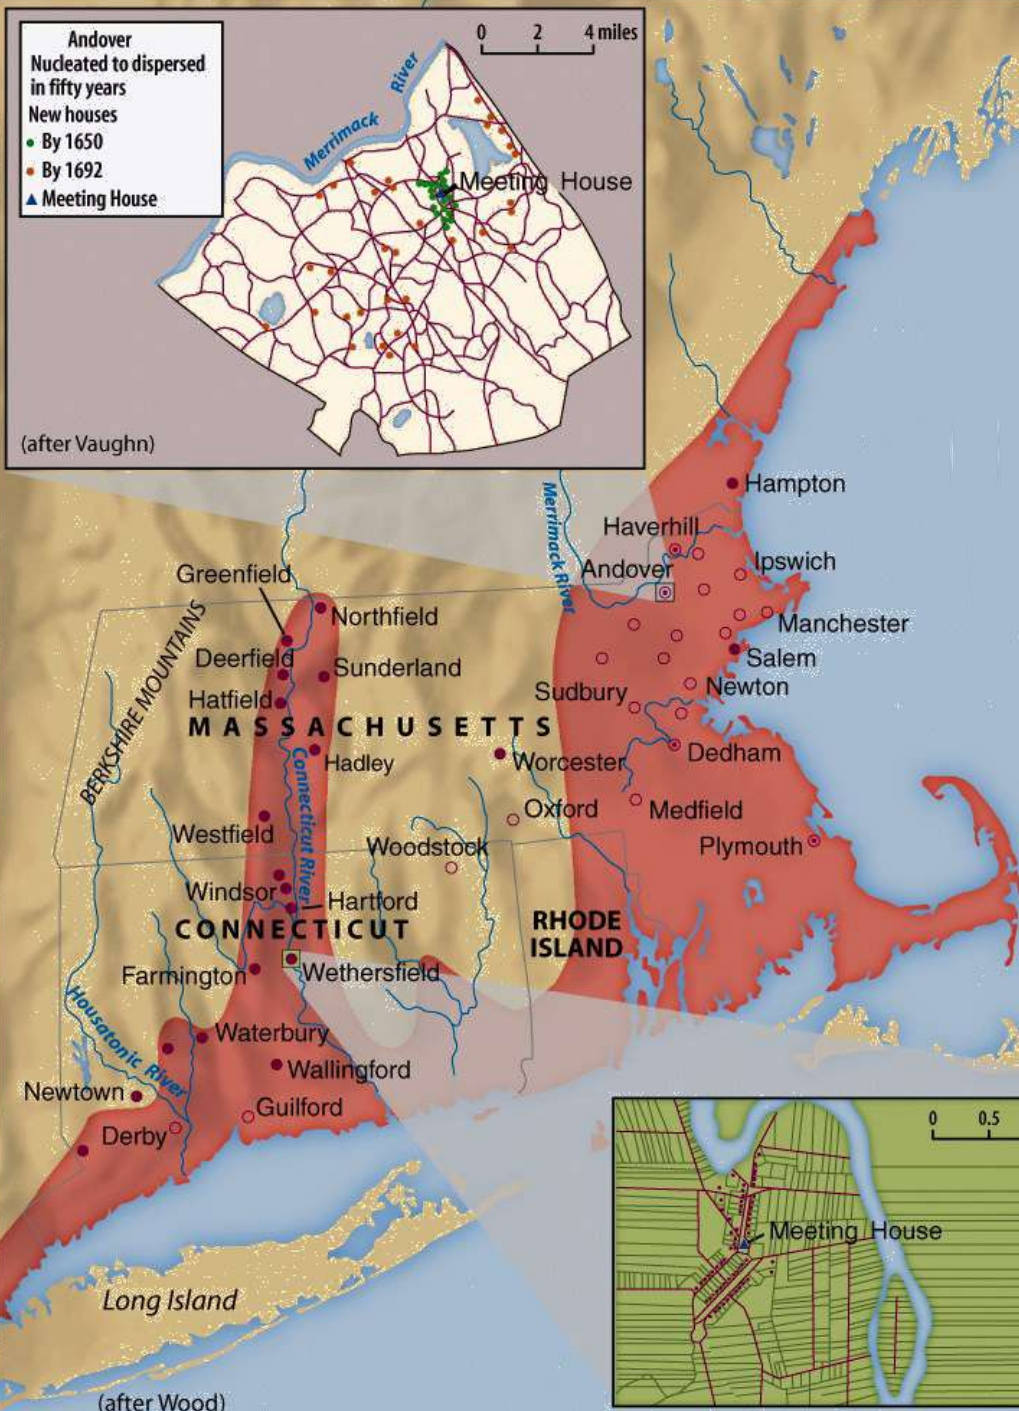 Andover
Nucleated to dispersed
in fifty years
New houses
By 1650
By 1692
Meeting House
0 2 4 miles
Merrimack River
Meeting House
(after Vaughn)
Merrimack River
Hampton
Haverhill
Ipswich
Andover
Greenfield
Northfield
Manchester
Deerfield
Sunderland
Salem
Hatfield
Sudbury
Newton
BERKSHIRE MOUNTAINS
MASSACHUSETTS
Hadley
Worcester
Dedham
Connecticut River
Westfield
Oxford
Medfield
Woodstock
Plymouth
Windsor
Hartford
CONNECTICUT
RHODE
ISLAND
Farmington
Wethersfield
Housatonic River
Waterbury
Wallingford
Newtown
Guilford
Derby
0 0.5
Meeting House
Long Island
(after Wood)